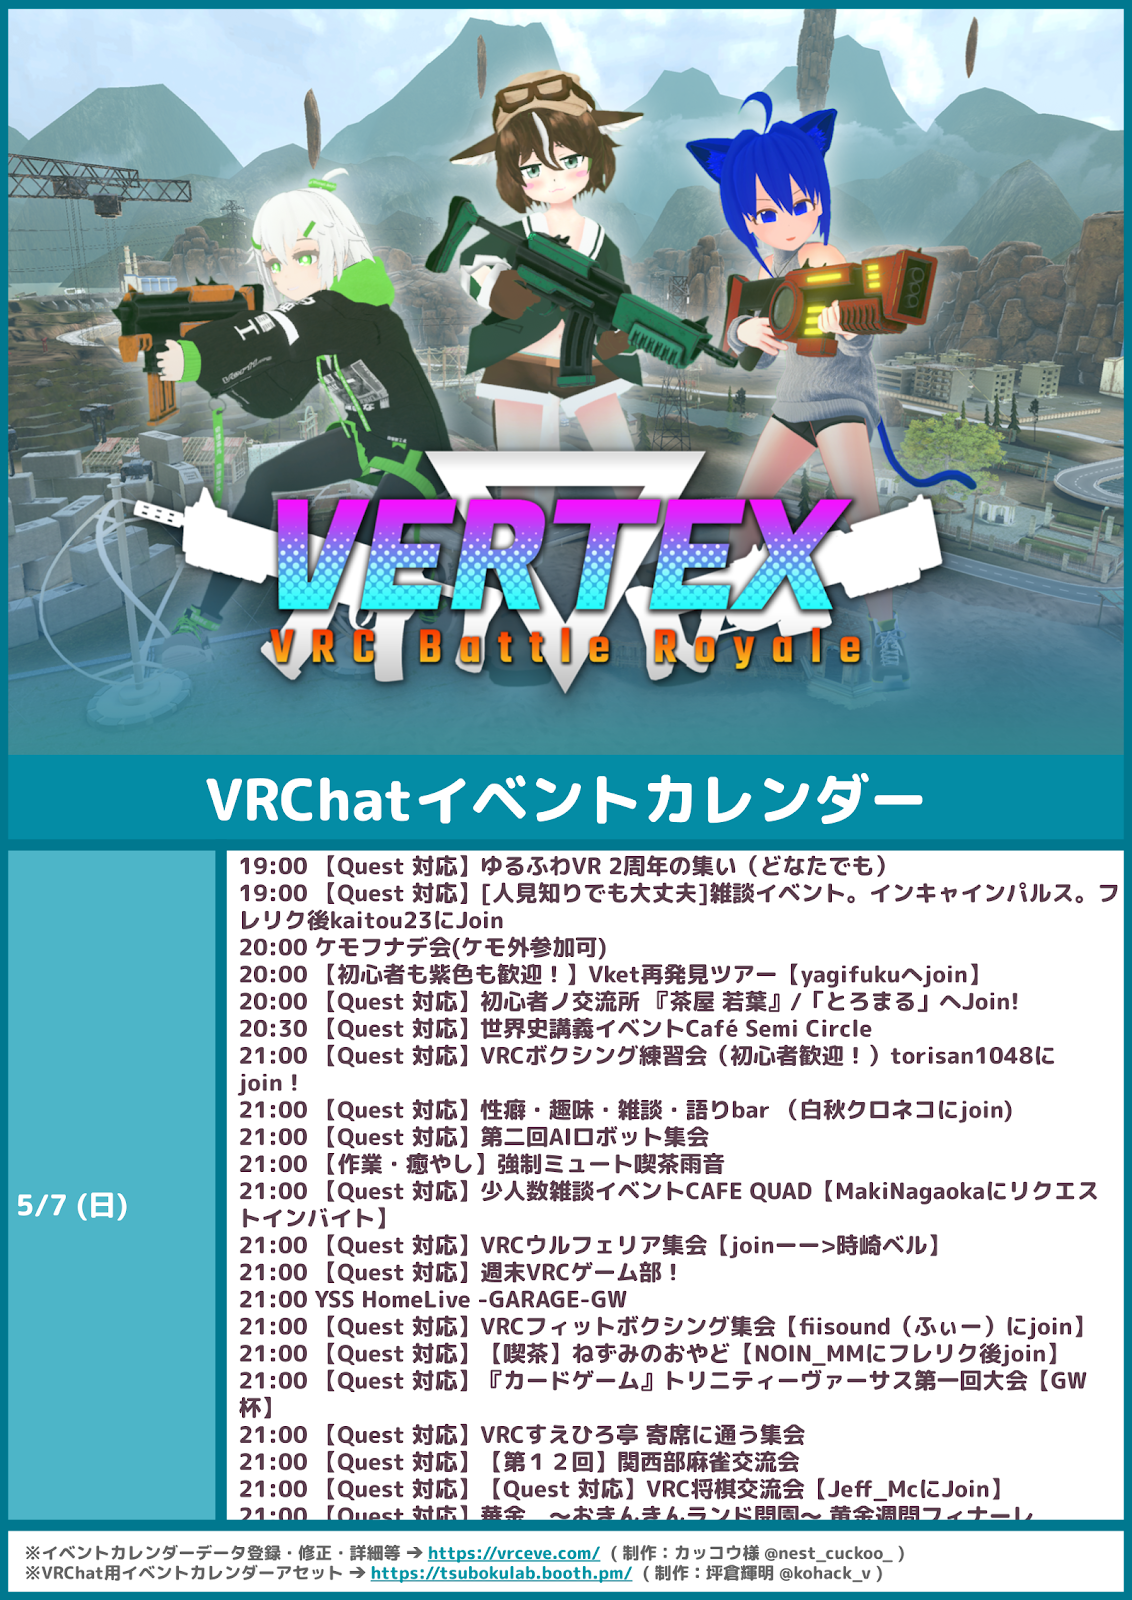 VERTEX
VRC Battle Royale
VRChatイベントカレンダー
5/7 (日)
19:00 【Quest 対応】ゆるふわVR 2周年の集い（どなたでも）
19:00 【Quest 対応】[人見知りでも大丈夫]雑談イベント。インキャインパルス。フ
レリク後kaitou23にJoin
20:00 ケモフナデ会(ケモ外参加可)
20:00 【初心者も紫色も歓迎！】Vket再発見ツアー【yagifukuへjoin】
20:00 【Quest 対応】初心者ノ交流所 『茶屋 若葉』/「とろまる」へJoin!
20:30 【Quest 対応】世界史講義イベントCafé Semi Circle
21:00 【Quest 対応】VRCボクシング練習会（初心者歓迎！）torisan1048に
join！
21:00 【Quest 対応】性癖・趣味・雑談・語りbar （白秋クロネコにjoin)
21:00 【Quest 対応】第二回AIロボット集会
21:00 【作業・癒やし】強制ミュート喫茶雨音
21:00 【Quest 対応】少人数雑談イベントCAFE QUAD【MakiNagaokaにリクエス
トインバイト】
21:00 【Quest 対応】VRCウルフェリア集会【joinーー>時崎ベル】
21:00 【Quest 対応】週末VRCゲーム部！
21:00 YSS HomeLive -GARAGE-GW
21:00 【Quest 対応】VRCフィットボクシング集会【fiisound（ふぃー）にjoin】
21:00 【Quest 対応】【喫茶】ねずみのおやど【NOIN_MMにフレリク後join】
21:00 【Quest 対応】『カードゲーム』トリニティーヴァーサス第一回大会【GW
杯】
21:00 【Quest 対応】VRCすえひろ亭 寄席に通う集会
21:00 【Quest 対応】【第１２回】関西部麻雀交流会
21:00 【Quest 対応】【Quest 対応】VRC将棋交流会【Jeff_McにJoin】
21:00 【Quest 対応】華金　～おきんきんランド開園～ 黄金週間フィナーレ
※イベントカレンダーデータ登録・修正・詳細等 ➔ https://vrceve.com/ ( 制作：カッコウ様 @nest_cuckoo_ )
※VRChat用イベントカレンダーアセット ➔ https://tsubokulab.booth.pm/ ( 制作：坪倉輝明 @kohack_v )